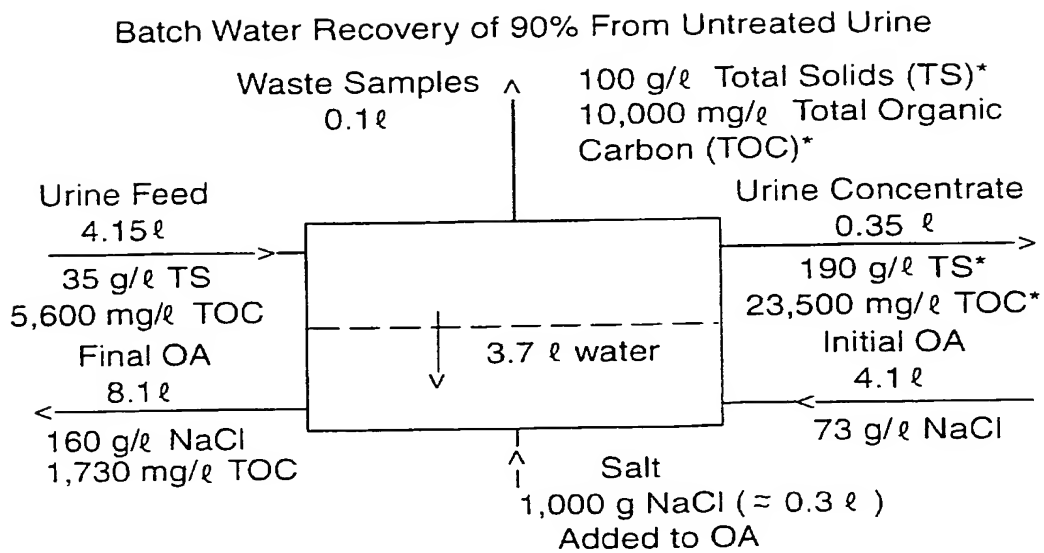 Batch Water Recovery of 90% From Untreated Urine
Waste Samples
0.1ℓ
100 g/ℓ Total Solids (TS)*
10,000 mg/ℓ Total Organic
Carbon (TOC)*
Urine Feed
4.15ℓ
35 g/ℓ TS
5,600 mg/ℓ TOC
Urine Concentrate
0.35 ℓ
190 g/ℓ TS*
23,500 mg/ℓ TOC*
3.7 ℓ water
Final OA
8.1ℓ
160 g/ℓ NaCl
1,730 mg/ℓ TOC
Initial OA
4.1 ℓ
73 g/ℓ NaCl
Salt
1,000 g NaCl (≈ 0.3 ℓ)
Added to OA